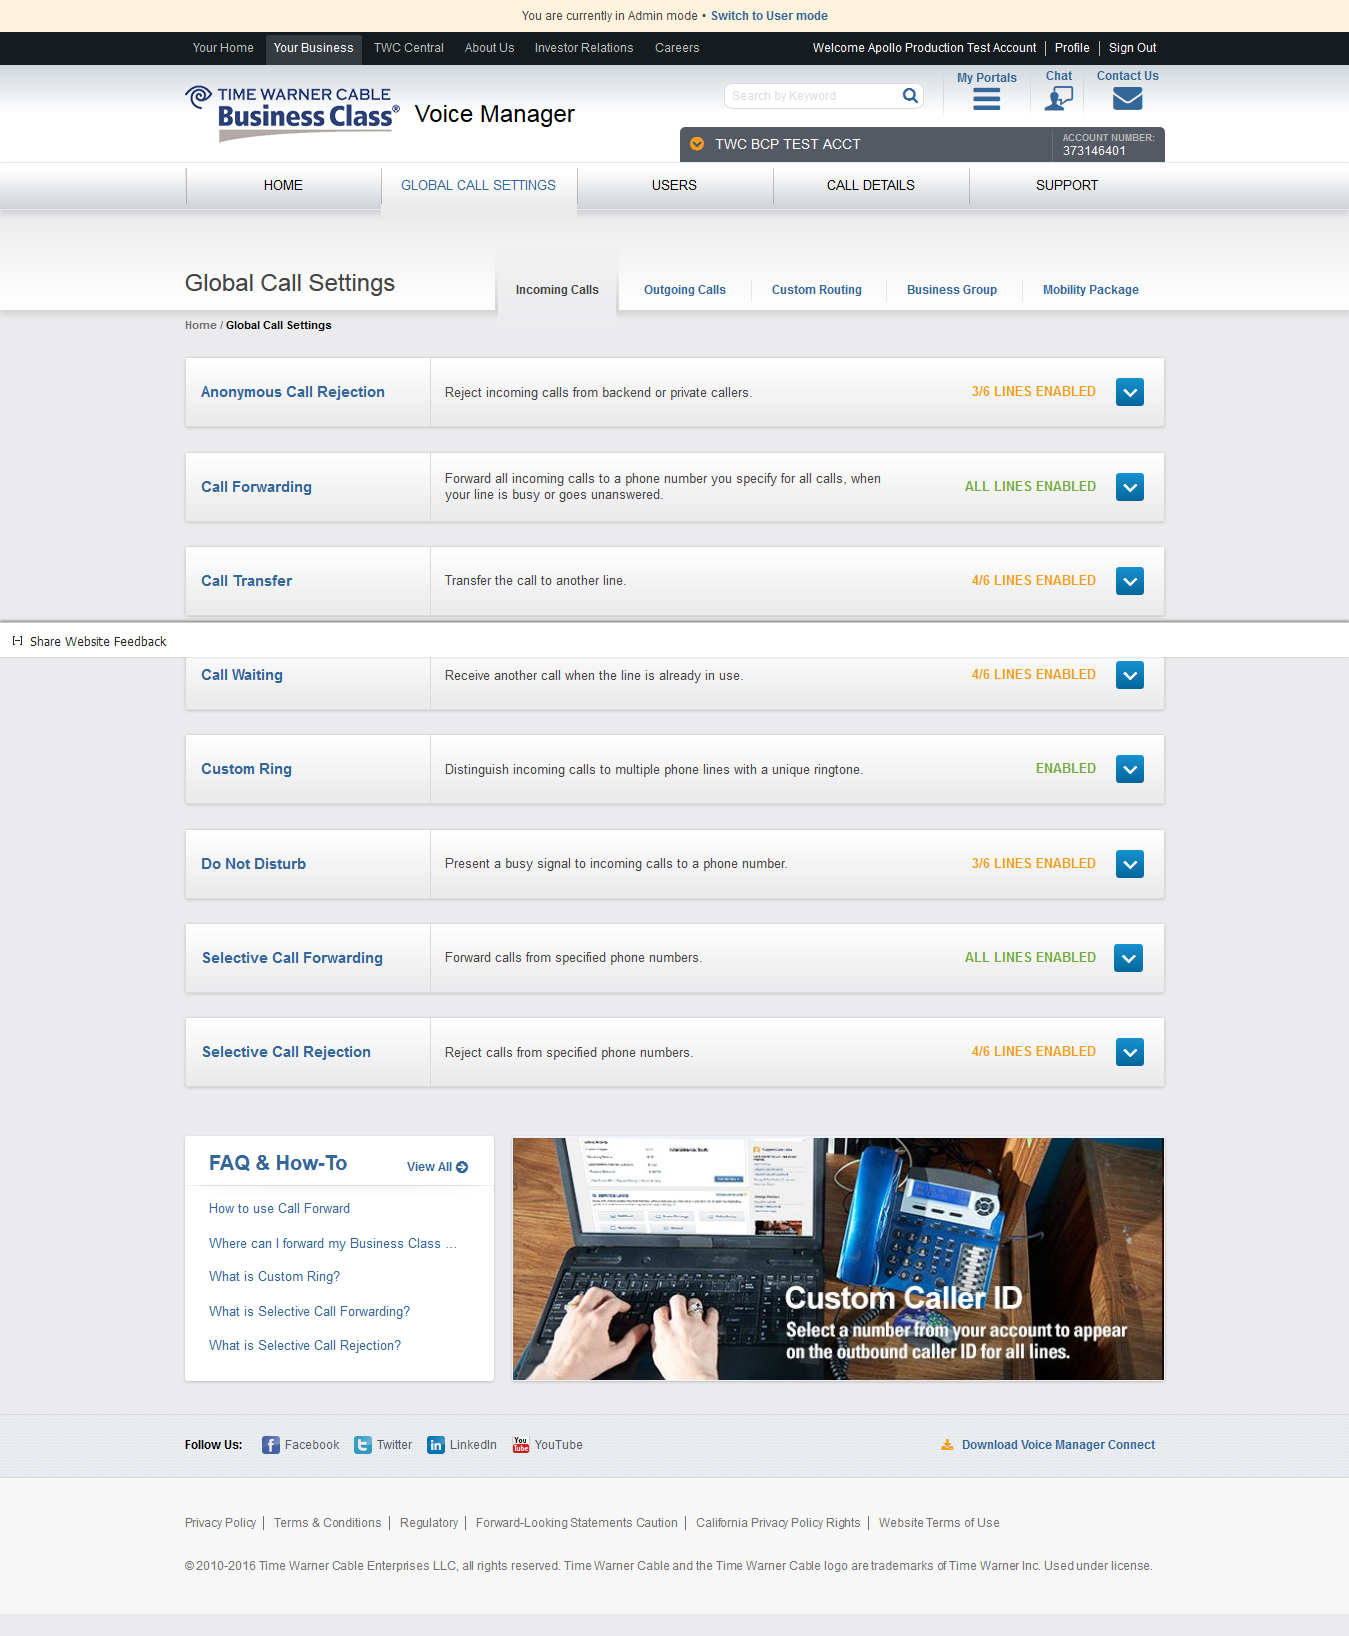 You are currently in Admin mode • Switch to User mode
Your Home Your Business TWC Central About Us Investor Relations Careers Welcome Apollo Production Test Account Profile Sign Out
My Portals Chat Contact Us
TIME WARNER CABLE
Business Class® Voice Manager
Search by Keyword
TWC BCP TEST ACCT
ACCOUNT NUMBER:
373146401
HOME GLOBAL CALL SETTINGS USERS CALL DETAILS SUPPORT
Global Call Settings
Incoming Calls Outgoing Calls Custom Routing Business Group Mobility Package
Home / Global Call Settings
Anonymous Call Rejection Reject incoming calls from backend or private callers. 3/6 LINES ENABLED
Call Forwarding Forward all incoming calls to a phone number you specify for all calls, when
your line is busy or goes unanswered. ALL LINES ENABLED
Call Transfer Transfer the call to another line. 4/6 LINES ENABLED
[-] Share Website Feedback
Call Waiting Receive another call when the line is already in use. 4/6 LINES ENABLED
Custom Ring Distinguish incoming calls to multiple phone lines with a unique ringtone. ENABLED
Do Not Disturb Present a busy signal to incoming calls to a phone number. 3/6 LINES ENABLED
Selective Call Forwarding Forward calls from specified phone numbers. ALL LINES ENABLED
Selective Call Rejection Reject calls from specified phone numbers. 4/6 LINES ENABLED
FAQ & How-To View All
How to use Call Forward
Where can I forward my Business Class ...
What is Custom Ring?
What is Selective Call Forwarding?
What is Selective Call Rejection?
Custom Caller ID
Select a number from your account to appear
on the outbound caller ID for all lines.
Follow Us: Facebook Twitter LinkedIn YouTube Download Voice Manager Connect
Privacy Policy Terms & Conditions Regulatory Forward-Looking Statements Caution California Privacy Policy Rights Website Terms of Use
© 2010-2016 Time Warner Cable Enterprises LLC, all rights reserved. Time Warner Cable and the Time Warner Cable logo are trademarks of Time Warner Inc. Used under license.